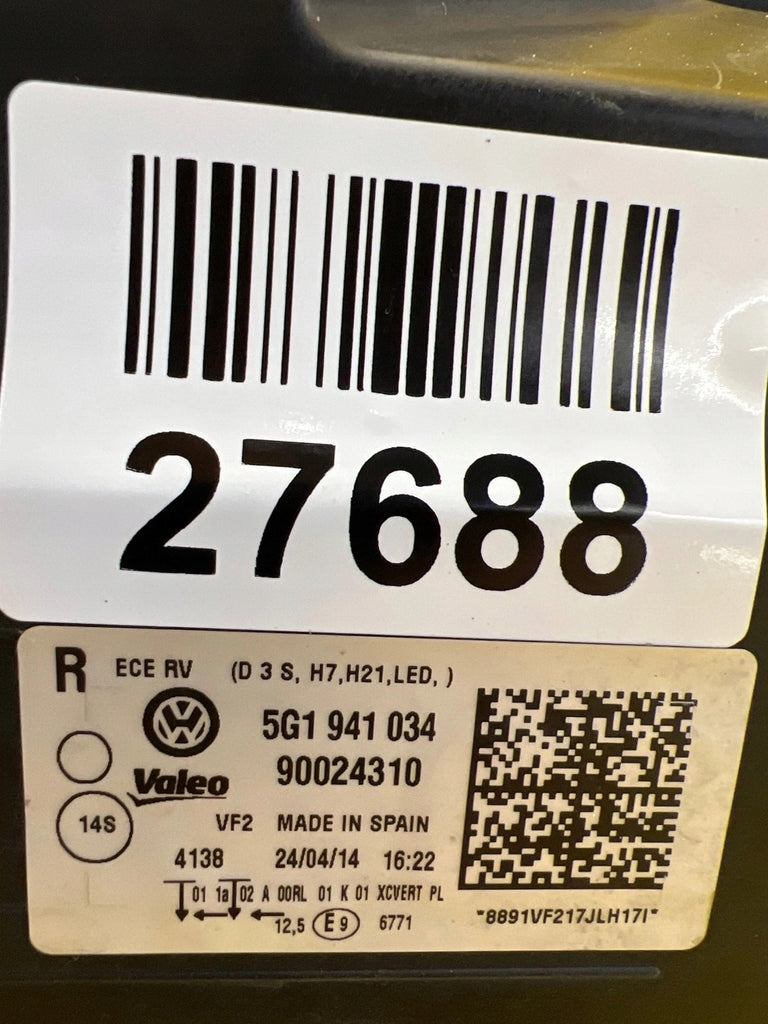 27688
R ECE RV (D 3 S, H7,H21,LED, )
5G1 941 034
Valeo 90024310
14S VF2 MADE IN SPAIN
4138 24/04/14 16:22
01 1a 02 A 00RL 01 K 01 XCVERT PL
12,5 E9 6771
"8891VF217JLH17I"